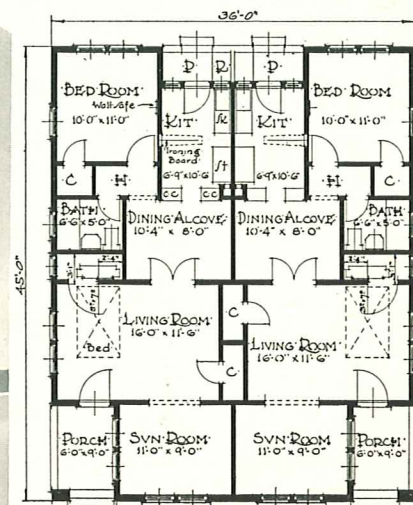 36'-0"
P R P
BED ROOM
10'-0" x 11'-0"
Wall safe
KIT
Sk
KIT
BED ROOM
10'-0" x 11'-0"
Ironing
Board
6'-9" x 10'-6"
St
6'-9" x 10'-6"
C H
C C
C C
H C
BATH
6'-6" x 5'-0"
DINING ALCOVE
10'-4" x 8'-0"
DINING ALCOVE
10'-4" x 8'-0"
BATH
6'-6" x 5'-0"
45'-0"
LIVING ROOM
16'-0" x 11'-6"
Bed
C
C
LIVING ROOM
16'-0" x 11'-6"
PORCH
6'-0" x 9'-0"
SVN ROOM
11'-0" x 9'-0"
SVN ROOM
11'-0" x 9'-0"
PORCH
6'-0" x 9'-0"